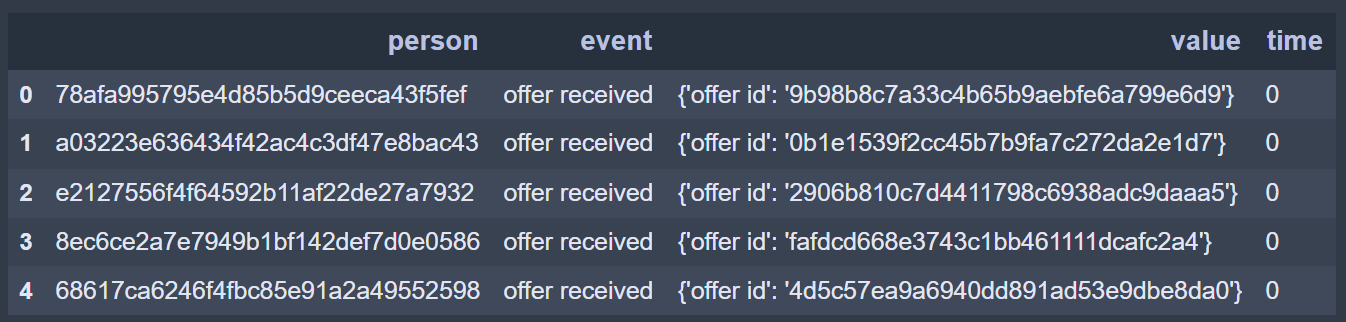 person event value time
0 78afa995795e4d85b5d9ceeca43f5fef offer received {'offer id': '9b98b8c7a33c4b65b9aebfe6a799e6d9'} 0
1 a03223e636434f42ac4c3df47e8bac43 offer received {'offer id': '0b1e1539f2cc45b7b9fa7c272da2e1d7'} 0
2 e2127556f4f64592b11af22de27a7932 offer received {'offer id': '2906b810c7d4411798c6938adc9daaa5'} 0
3 8ec6ce2a7e7949b1bf142def7d0e0586 offer received {'offer id': 'fafdcd668e3743c1bb461111dcafc2a4'} 0
4 68617ca6246f4fbc85e91a2a49552598 offer received {'offer id': '4d5c57ea9a6940dd891ad53e9dbe8da0'} 0